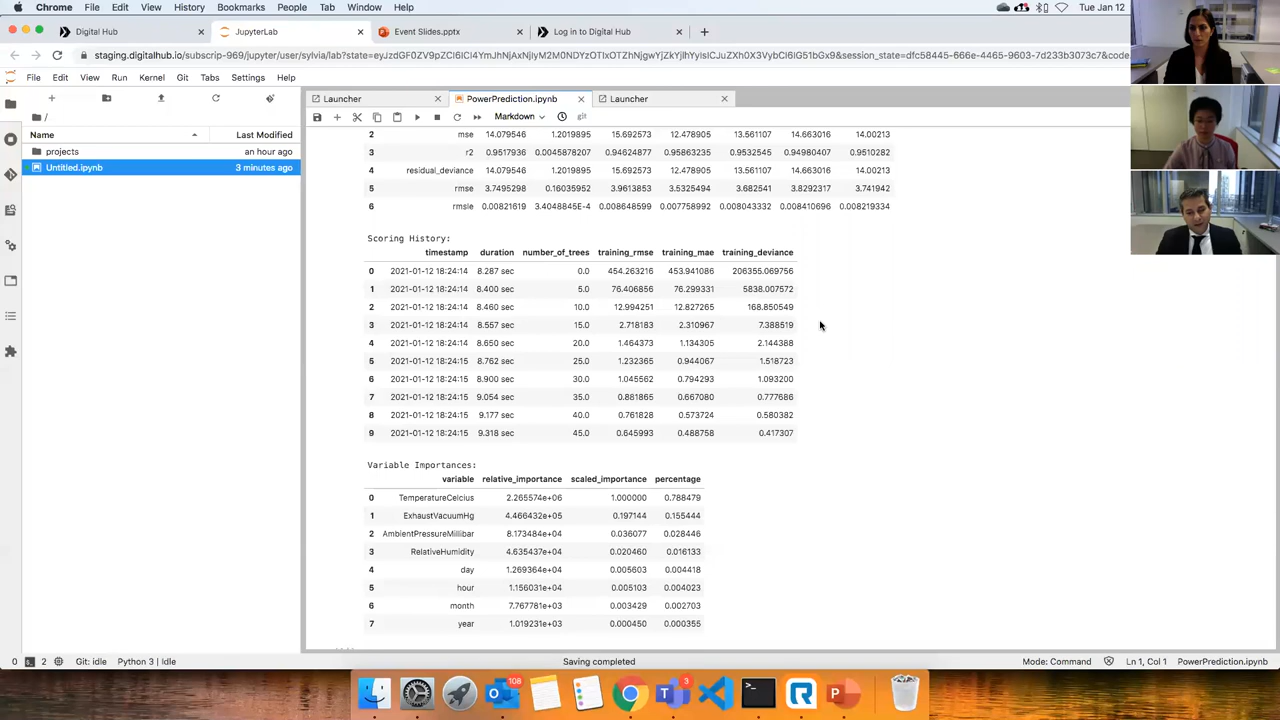 Chrome File Edit View History Bookmarks People Tab Window Help Tue Jan 12
Digital Hub JupyterLab Event Slides.pptx Log in to Digital Hub
File Edit View Run Kernel Git Tabs Settings Help
Launcher PowerPrediction.ipynb Launcher
Markdown git
/
Name Last Modified
projects an hour ago
Untitled.ipynb 3 minutes ago
2 mse 14.079546 1.2019895 15.692573 12.478905 13.561107 14.663016 14.00213
3 r2 0.9517936 0.0045878207 0.94624877 0.95863235 0.9532545 0.94980407 0.9510282
4 residual_deviance 14.079546 1.2019895 15.692573 12.478905 13.561107 14.663016 14.00213
5 rmse 3.7495298 0.16035952 3.9613853 3.5325494 3.682541 3.8292317 3.741942
6 rmsle 0.00821619 3.4048845E-4 0.008648599 0.007758992 0.008043332 0.008410696 0.008219334
Scoring History:
timestamp duration number_of_trees training_rmse training_mae training_deviance
0 2021-01-12 18:24:14 8.287 sec 0.0 454.263216 453.941086 206355.069756
1 2021-01-12 18:24:14 8.400 sec 5.0 76.406856 76.299331 5838.007572
2 2021-01-12 18:24:14 8.460 sec 10.0 12.994251 12.827265 168.850549
3 2021-01-12 18:24:14 8.557 sec 15.0 2.718183 2.310967 7.388519
4 2021-01-12 18:24:14 8.650 sec 20.0 1.464373 1.134305 2.144388
5 2021-01-12 18:24:15 8.762 sec 25.0 1.232365 0.944067 1.518723
6 2021-01-12 18:24:15 8.900 sec 30.0 1.045562 0.794293 1.093200
7 2021-01-12 18:24:15 9.054 sec 35.0 0.881865 0.667080 0.777686
8 2021-01-12 18:24:15 9.177 sec 40.0 0.761828 0.573724 0.580382
9 2021-01-12 18:24:15 9.318 sec 45.0 0.645993 0.488758 0.417307
Variable Importances:
variable relative_importance scaled_importance percentage
0 TemperatureCelcius 2.265574e+06 1.000000 0.788479
1 ExhaustVacuumHg 4.466432e+05 0.197144 0.155444
2 AmbientPressureMillibar 8.173484e+04 0.036077 0.028446
3 RelativeHumidity 4.635437e+04 0.020460 0.016133
4 day 1.269364e+04 0.005603 0.004418
5 hour 1.156031e+04 0.005103 0.004023
6 month 7.767781e+03 0.003429 0.002703
7 year 1.019231e+03 0.000450 0.000355
0 2 Git: idle Python 3 | Idle Saving completed Mode: Command Ln 1, Col 1 PowerPrediction.ipynb
108 3